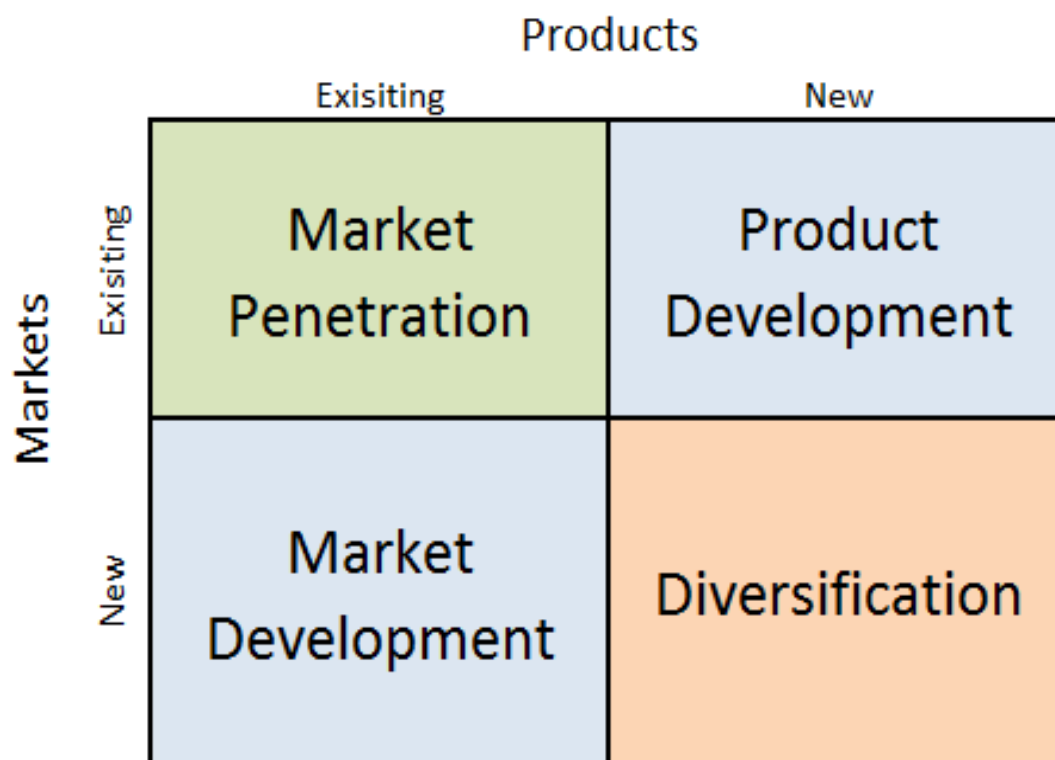 Products
Exisiting New
Markets
Exisiting
Market
Penetration
Product
Development
New
Market
Development
Diversification